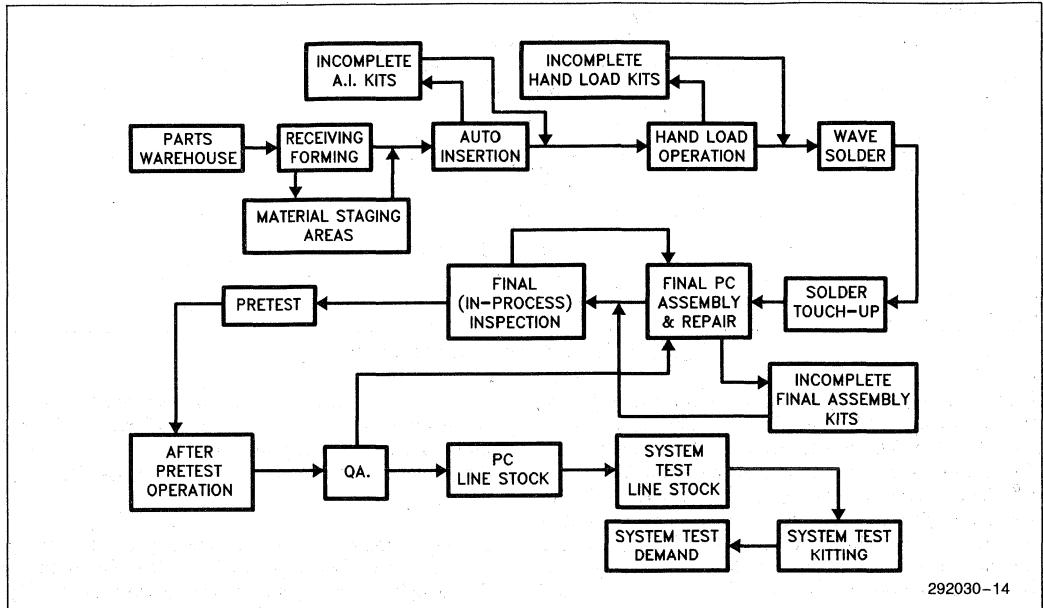 INCOMPLETE
A.I. KITS
INCOMPLETE
HAND LOAD KITS
PARTS
WAREHOUSE
RECEIVING
FORMING
AUTO
INSERTION
HAND LOAD
OPERATION
WAVE
SOLDER
MATERIAL STAGING
AREAS
PRETEST
FINAL
(IN-PROCESS)
INSPECTION
FINAL PC
ASSEMBLY
& REPAIR
SOLDER
TOUCH-UP
INCOMPLETE
FINAL ASSEMBLY
KITS
AFTER
PRETEST
OPERATION
QA.
PC
LINE STOCK
SYSTEM
TEST
LINE STOCK
SYSTEM TEST
DEMAND
SYSTEM TEST
KITTING
292030-14